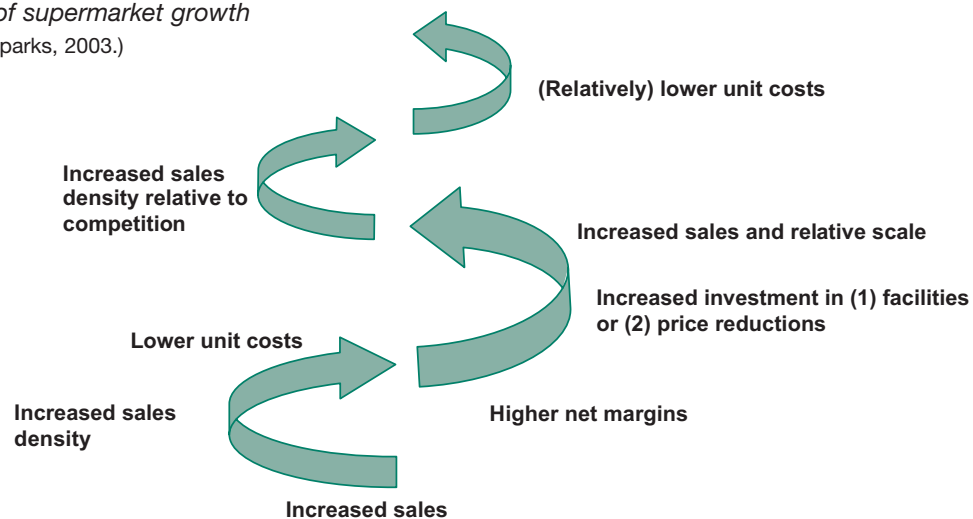 of supermarket growth
parks, 2003.)
(Relatively) lower unit costs
Increased sales
density relative to
competition
Increased sales and relative scale
Increased investment in (1) facilities
or (2) price reductions
Lower unit costs
Increased sales
density
Higher net margins
Increased sales